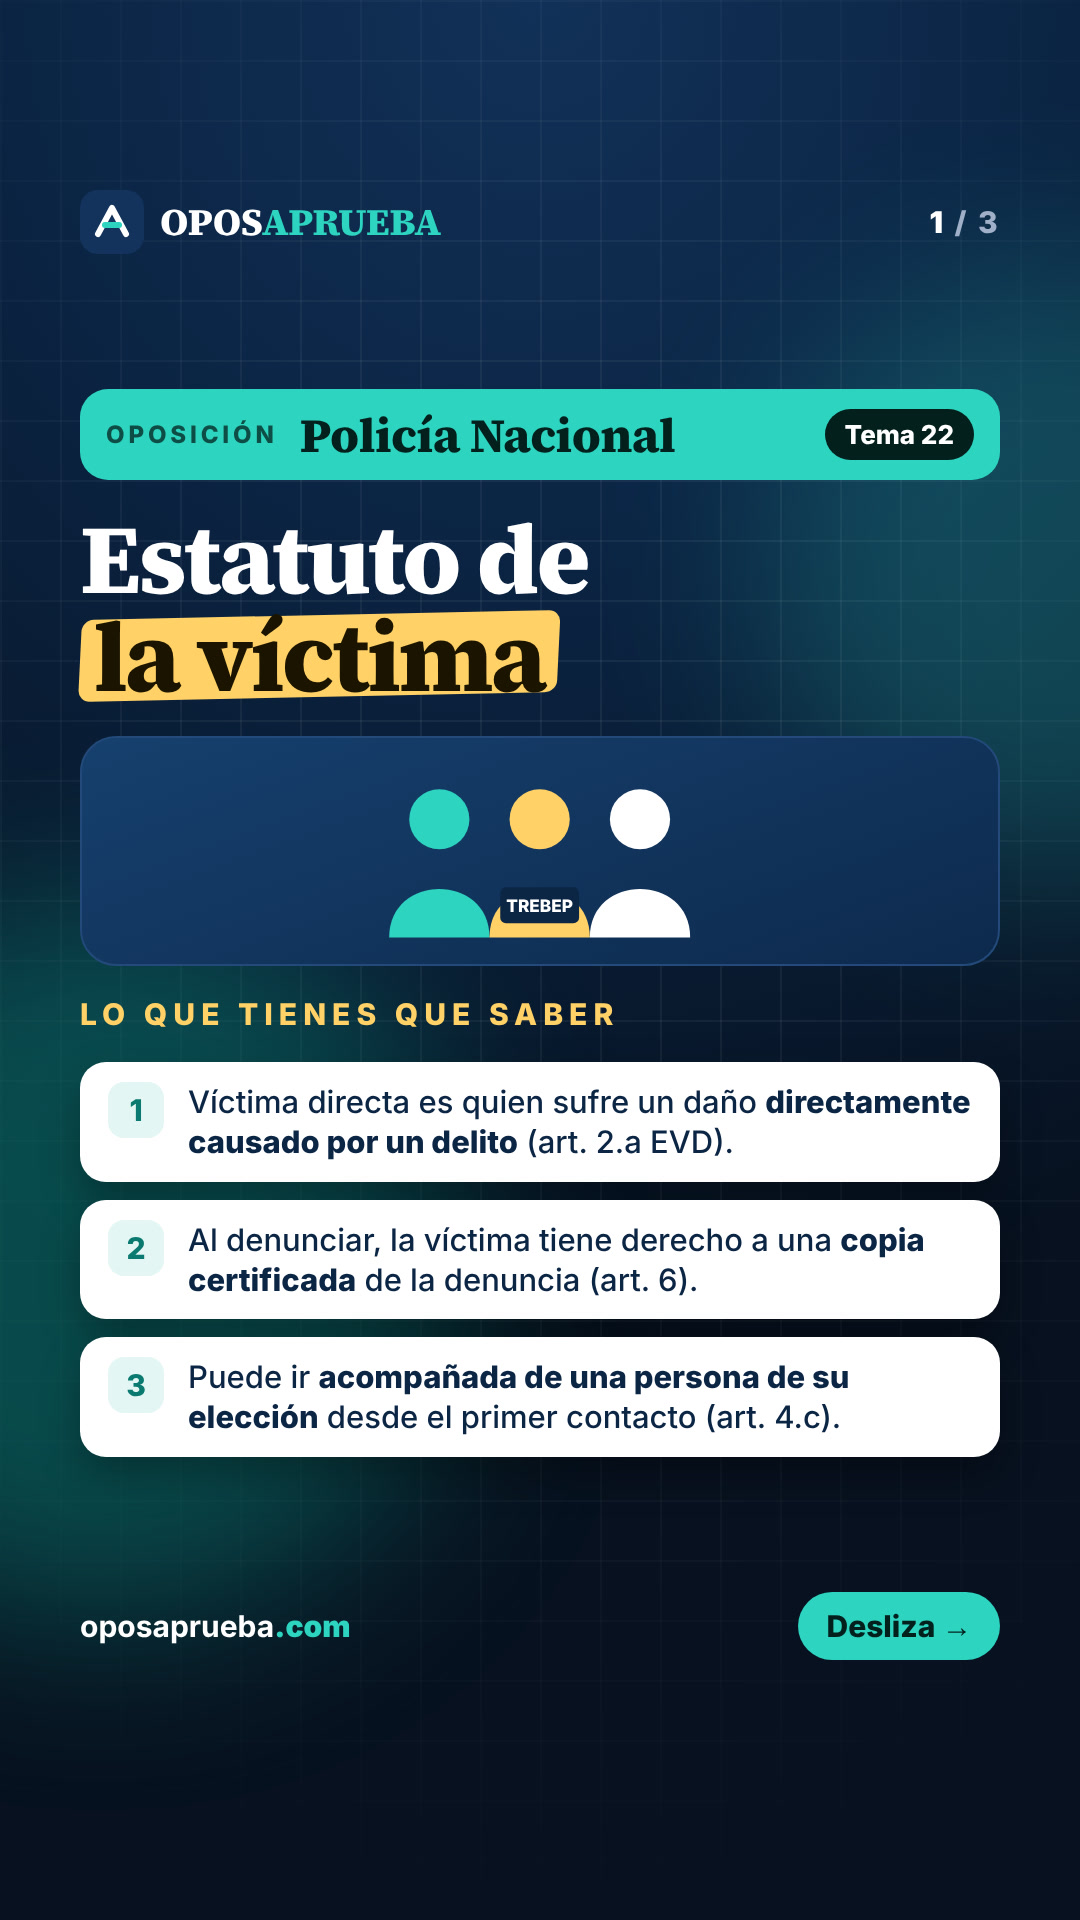 OPOSAPRUEBA
1 / 3
OPOSICIÓN Policía Nacional Tema 22
Estatuto de
la víctima
TREBEP
LO QUE TIENES QUE SABER
1 Víctima directa es quien sufre un daño directamente
causado por un delito (art. 2.a EVD).
2 Al denunciar, la víctima tiene derecho a una copia
certificada de la denuncia (art. 6).
3 Puede ir acompañada de una persona de su
elección desde el primer contacto (art. 4.c).
oposaprueba.com
Desliza →